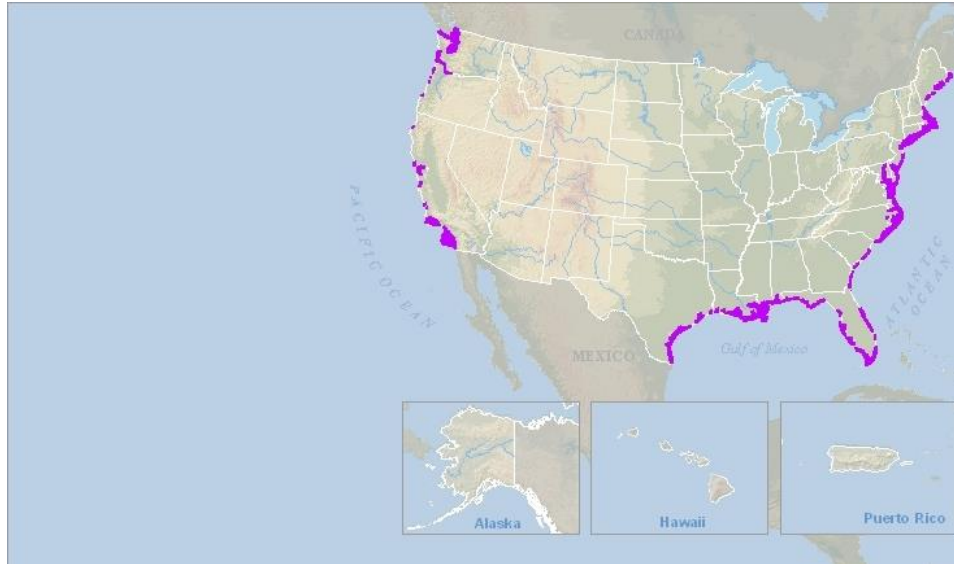 CANADA
PACIFIC OCEAN
ATLANTIC
OCEAN
MEXICO
Gulf of Mexico
Alaska
Hawaii
Puerto Rico